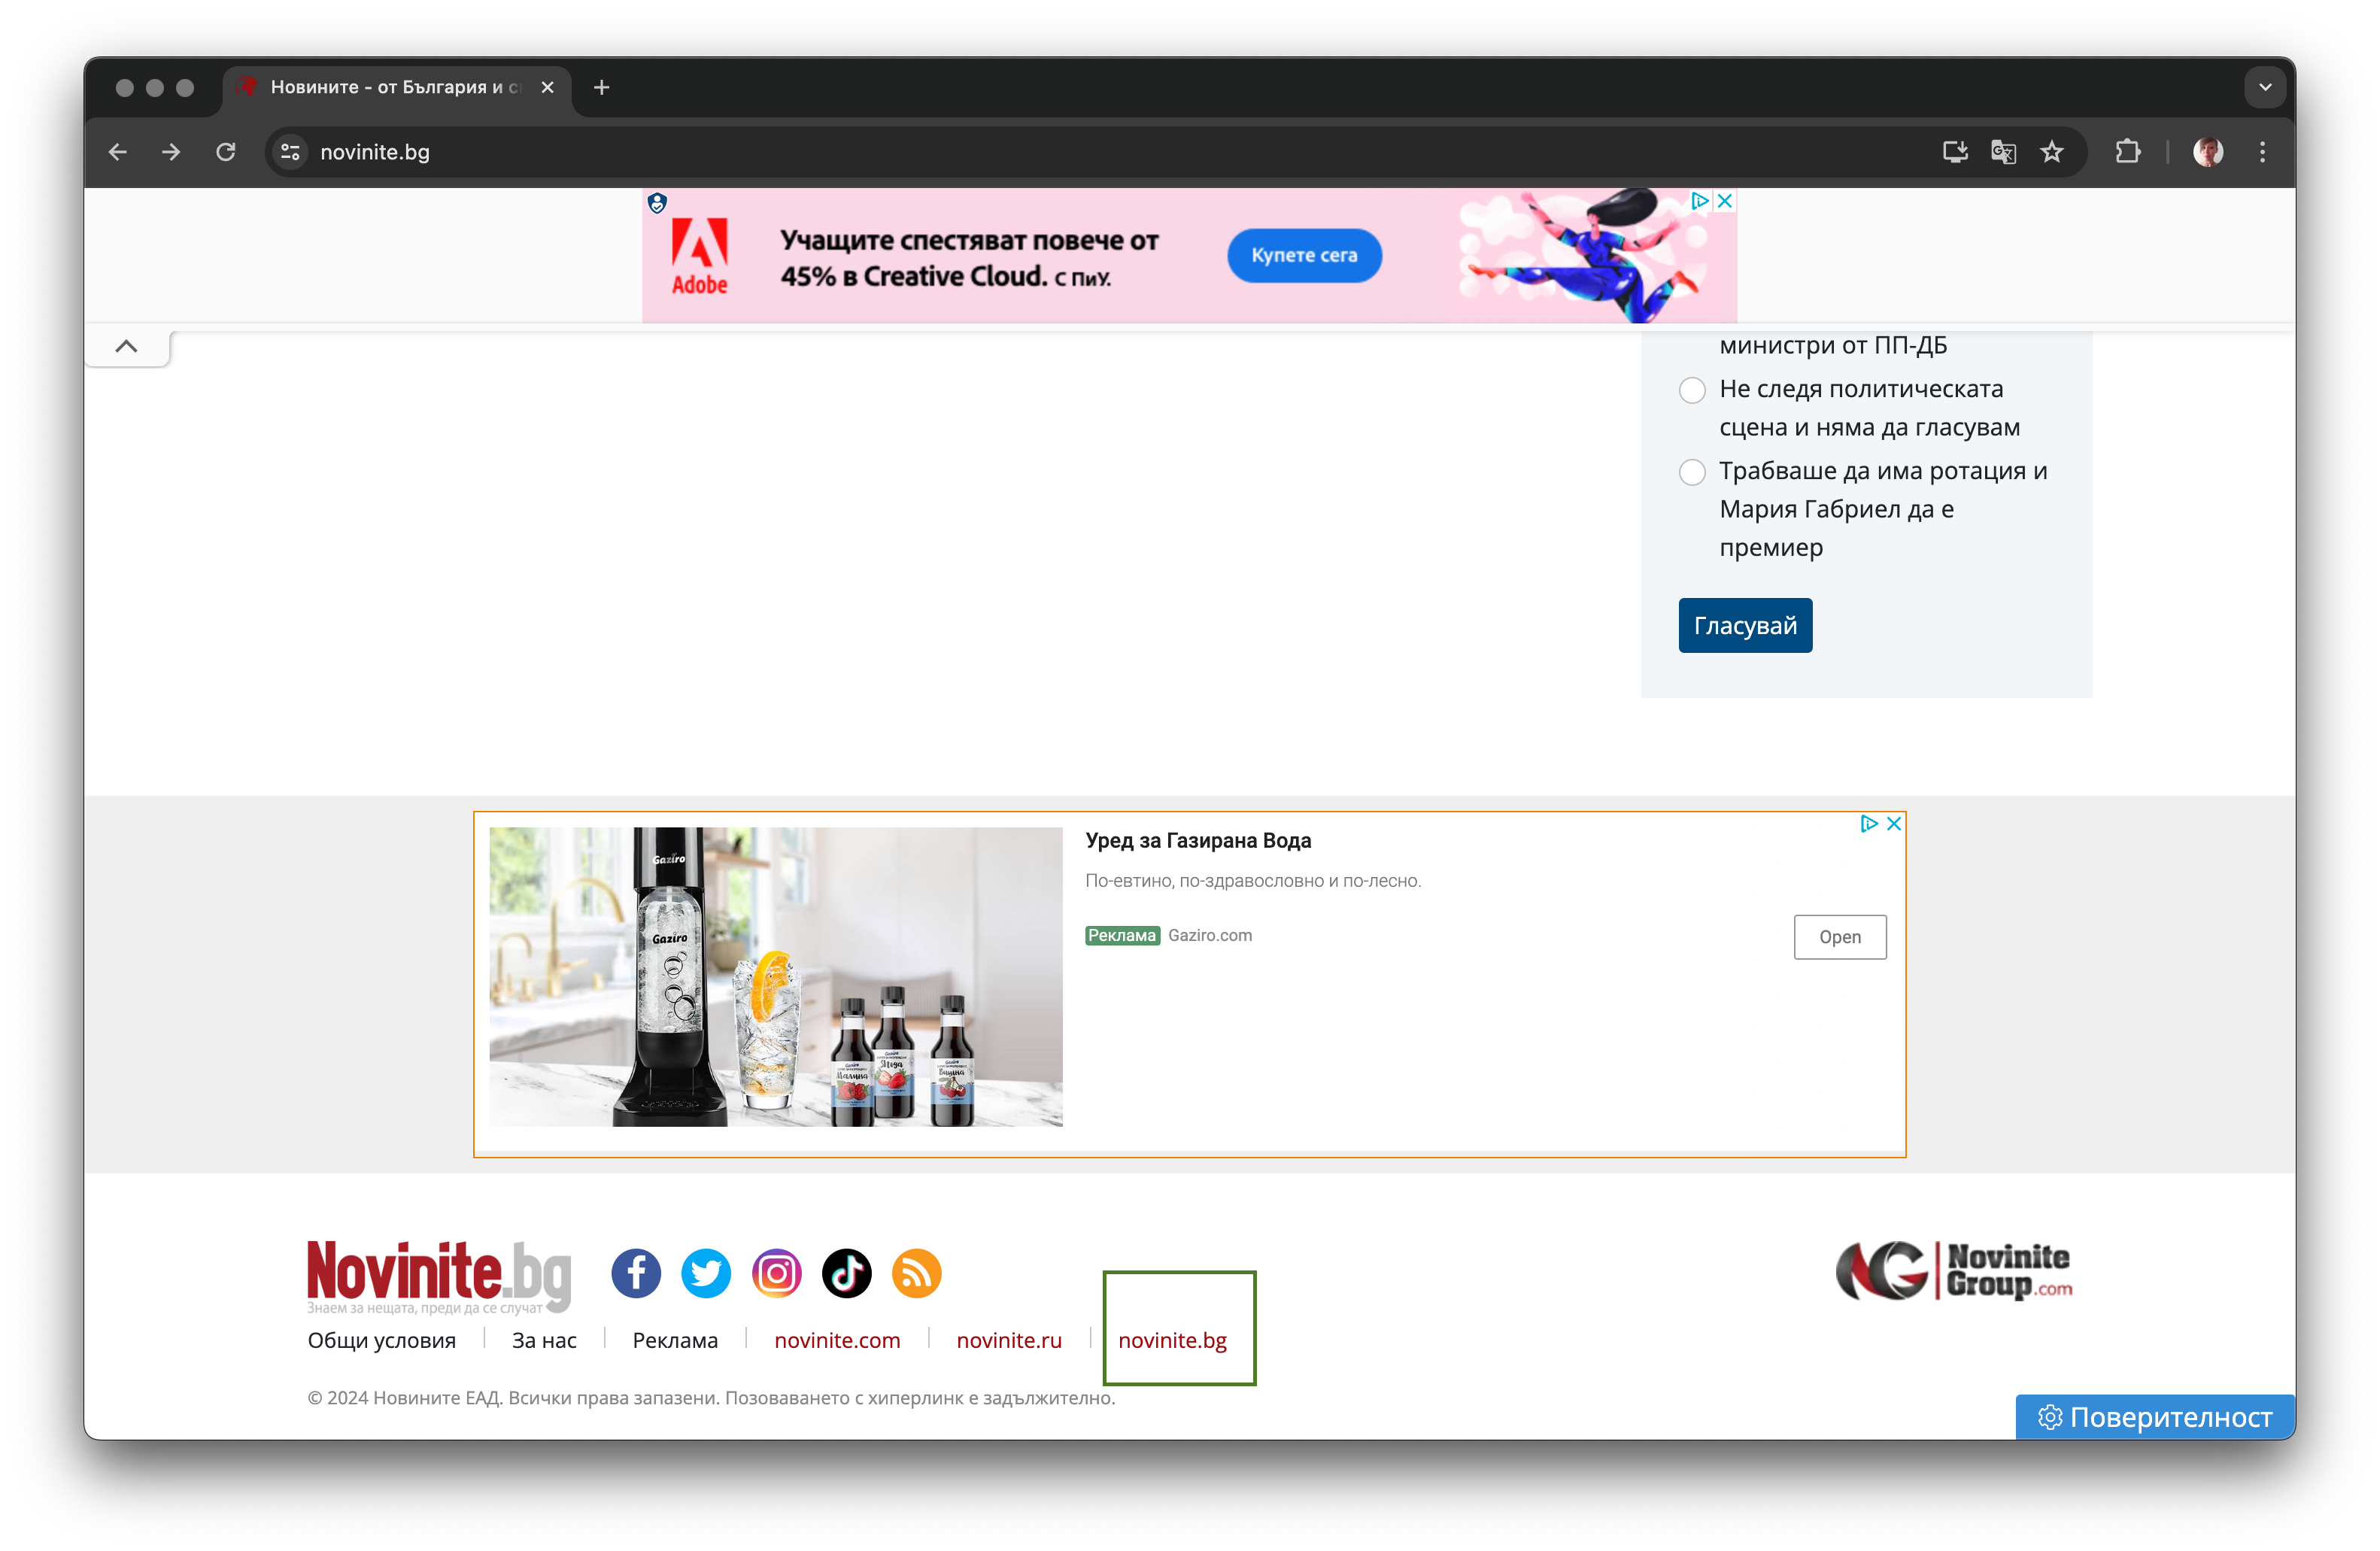 Новините - от България и с
novinite.bg
Adobe
Учащите спестяват повече от
45% в Creative Cloud. С ПиУ.
Купете сега
министри от ПП-ДБ
Не следя политическата
сцена и няма да гласувам
Трабваше да има ротация и
Мария Габриел да е
премиер
Гласувай
Gaziro
Gaziro
Малина
Ягода
Вишна
Уред за Газирана Вода
По-евтино, по-здравословно и по-лесно.
Реклама Gaziro.com
Open
Novinite.bg
Знаем за нещата, преди да се случат
Novinite
Group.com
Общи условия За нас Реклама novinite.com novinite.ru novinite.bg
© 2024 Новините ЕАД. Всички права запазени. Позоваването с хиперлинк е задължително.
Поверителност